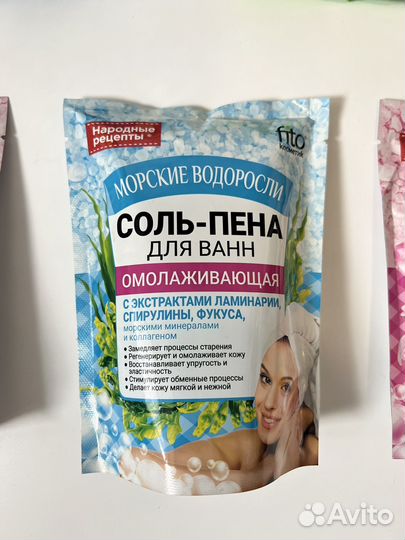 Народные
рецепты®
fito
косметик
МОРСКИЕ ВОДОРОСЛИ
СОЛЬ-ПЕНА
ДЛЯ ВАНН
ОМОЛАЖИВАЮЩАЯ
С ЭКСТРАКТАМИ ЛАМИНАРИИ,
СПИРУЛИНЫ, ФУКУСА,
морскими минералами
и коллагеном
• Замедляет процессы старения
• Регенерирует и омолаживает кожу
• Восстанавливает упругость и
эластичность
• Стимулирует обменные процессы
• Делает кожу мягкой и нежной
Avito